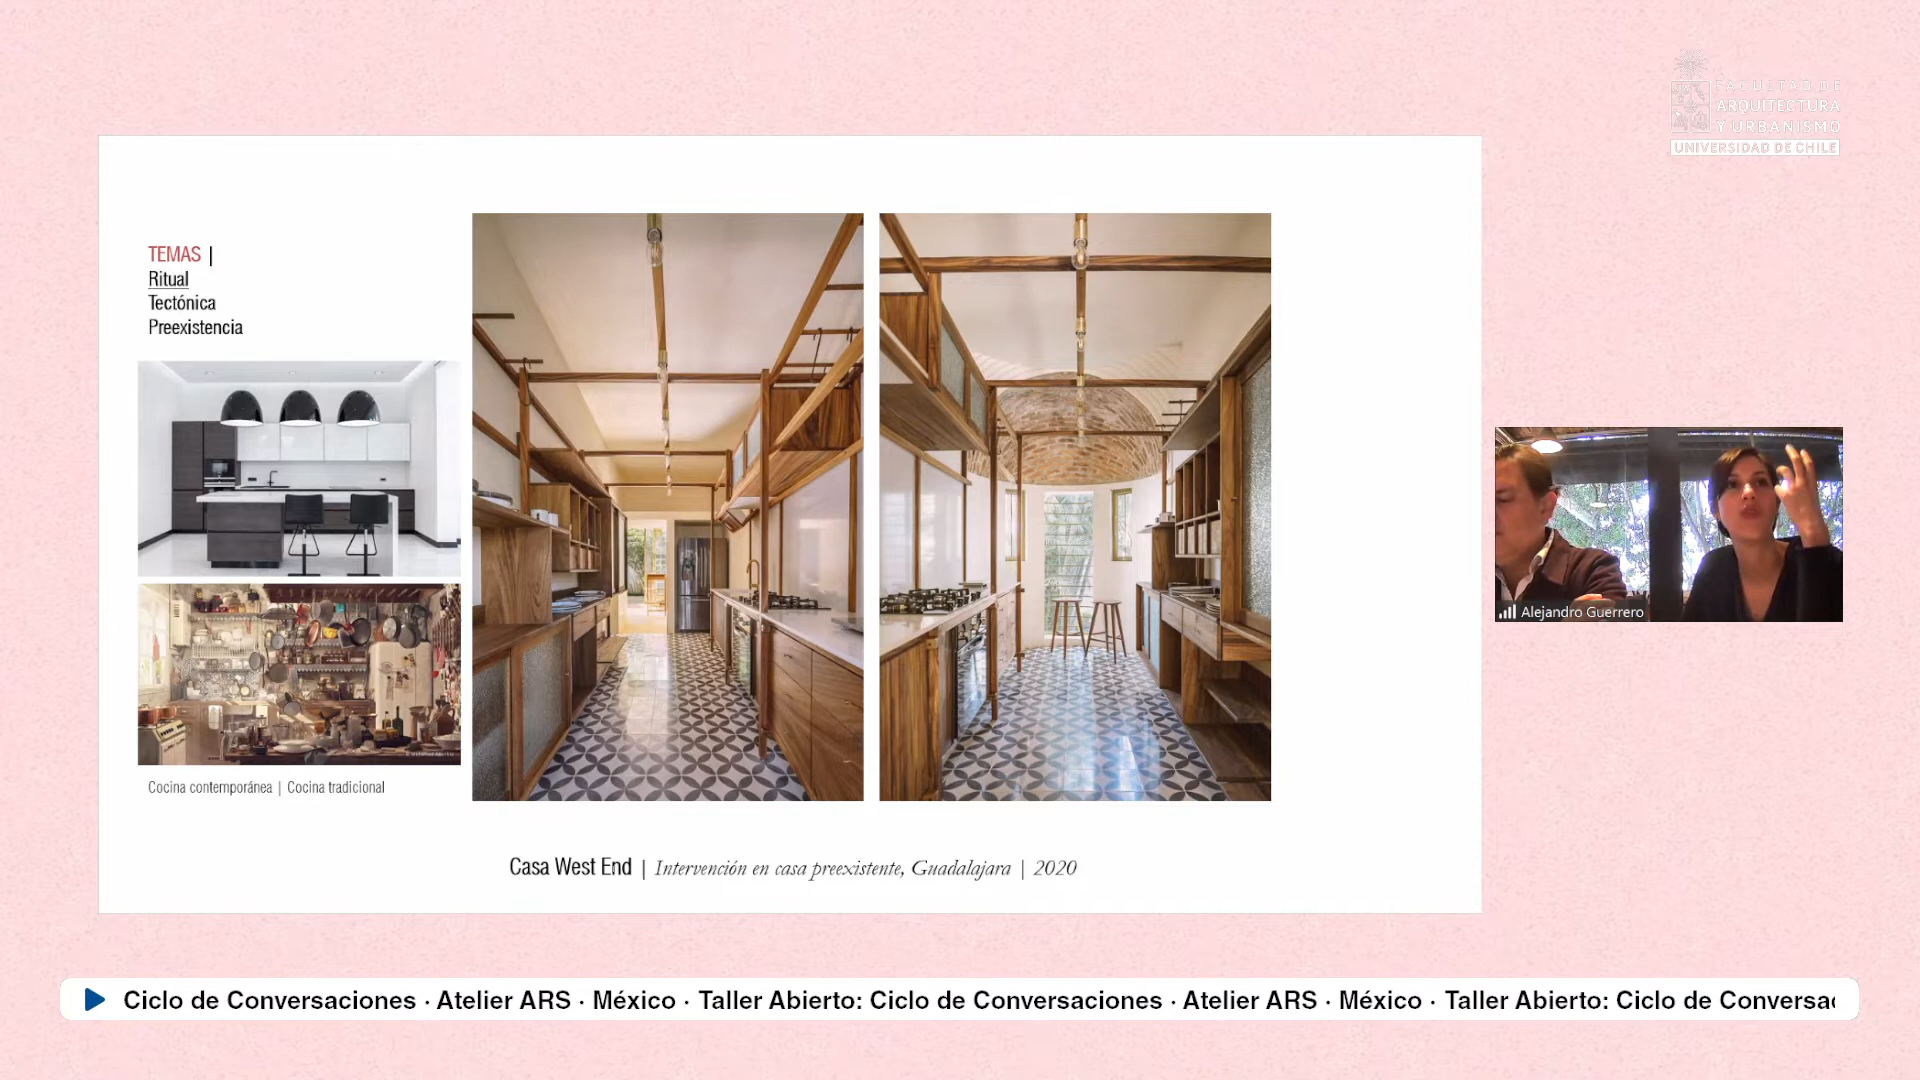 FACULTAD DE
ARQUITECTURA
Y URBANISMO
UNIVERSIDAD DE CHILE
TEMAS |
Ritual
Tectónica
Preexistencia
Cocina contemporánea | Cocina tradicional
Casa West End | Intervención en casa preexistente, Guadalajara | 2020
Alejandro Guerrero
Ciclo de Conversaciones · Atelier ARS · México · Taller Abierto: Ciclo de Conversaciones · Atelier ARS · México · Taller Abierto: Ciclo de Conversac